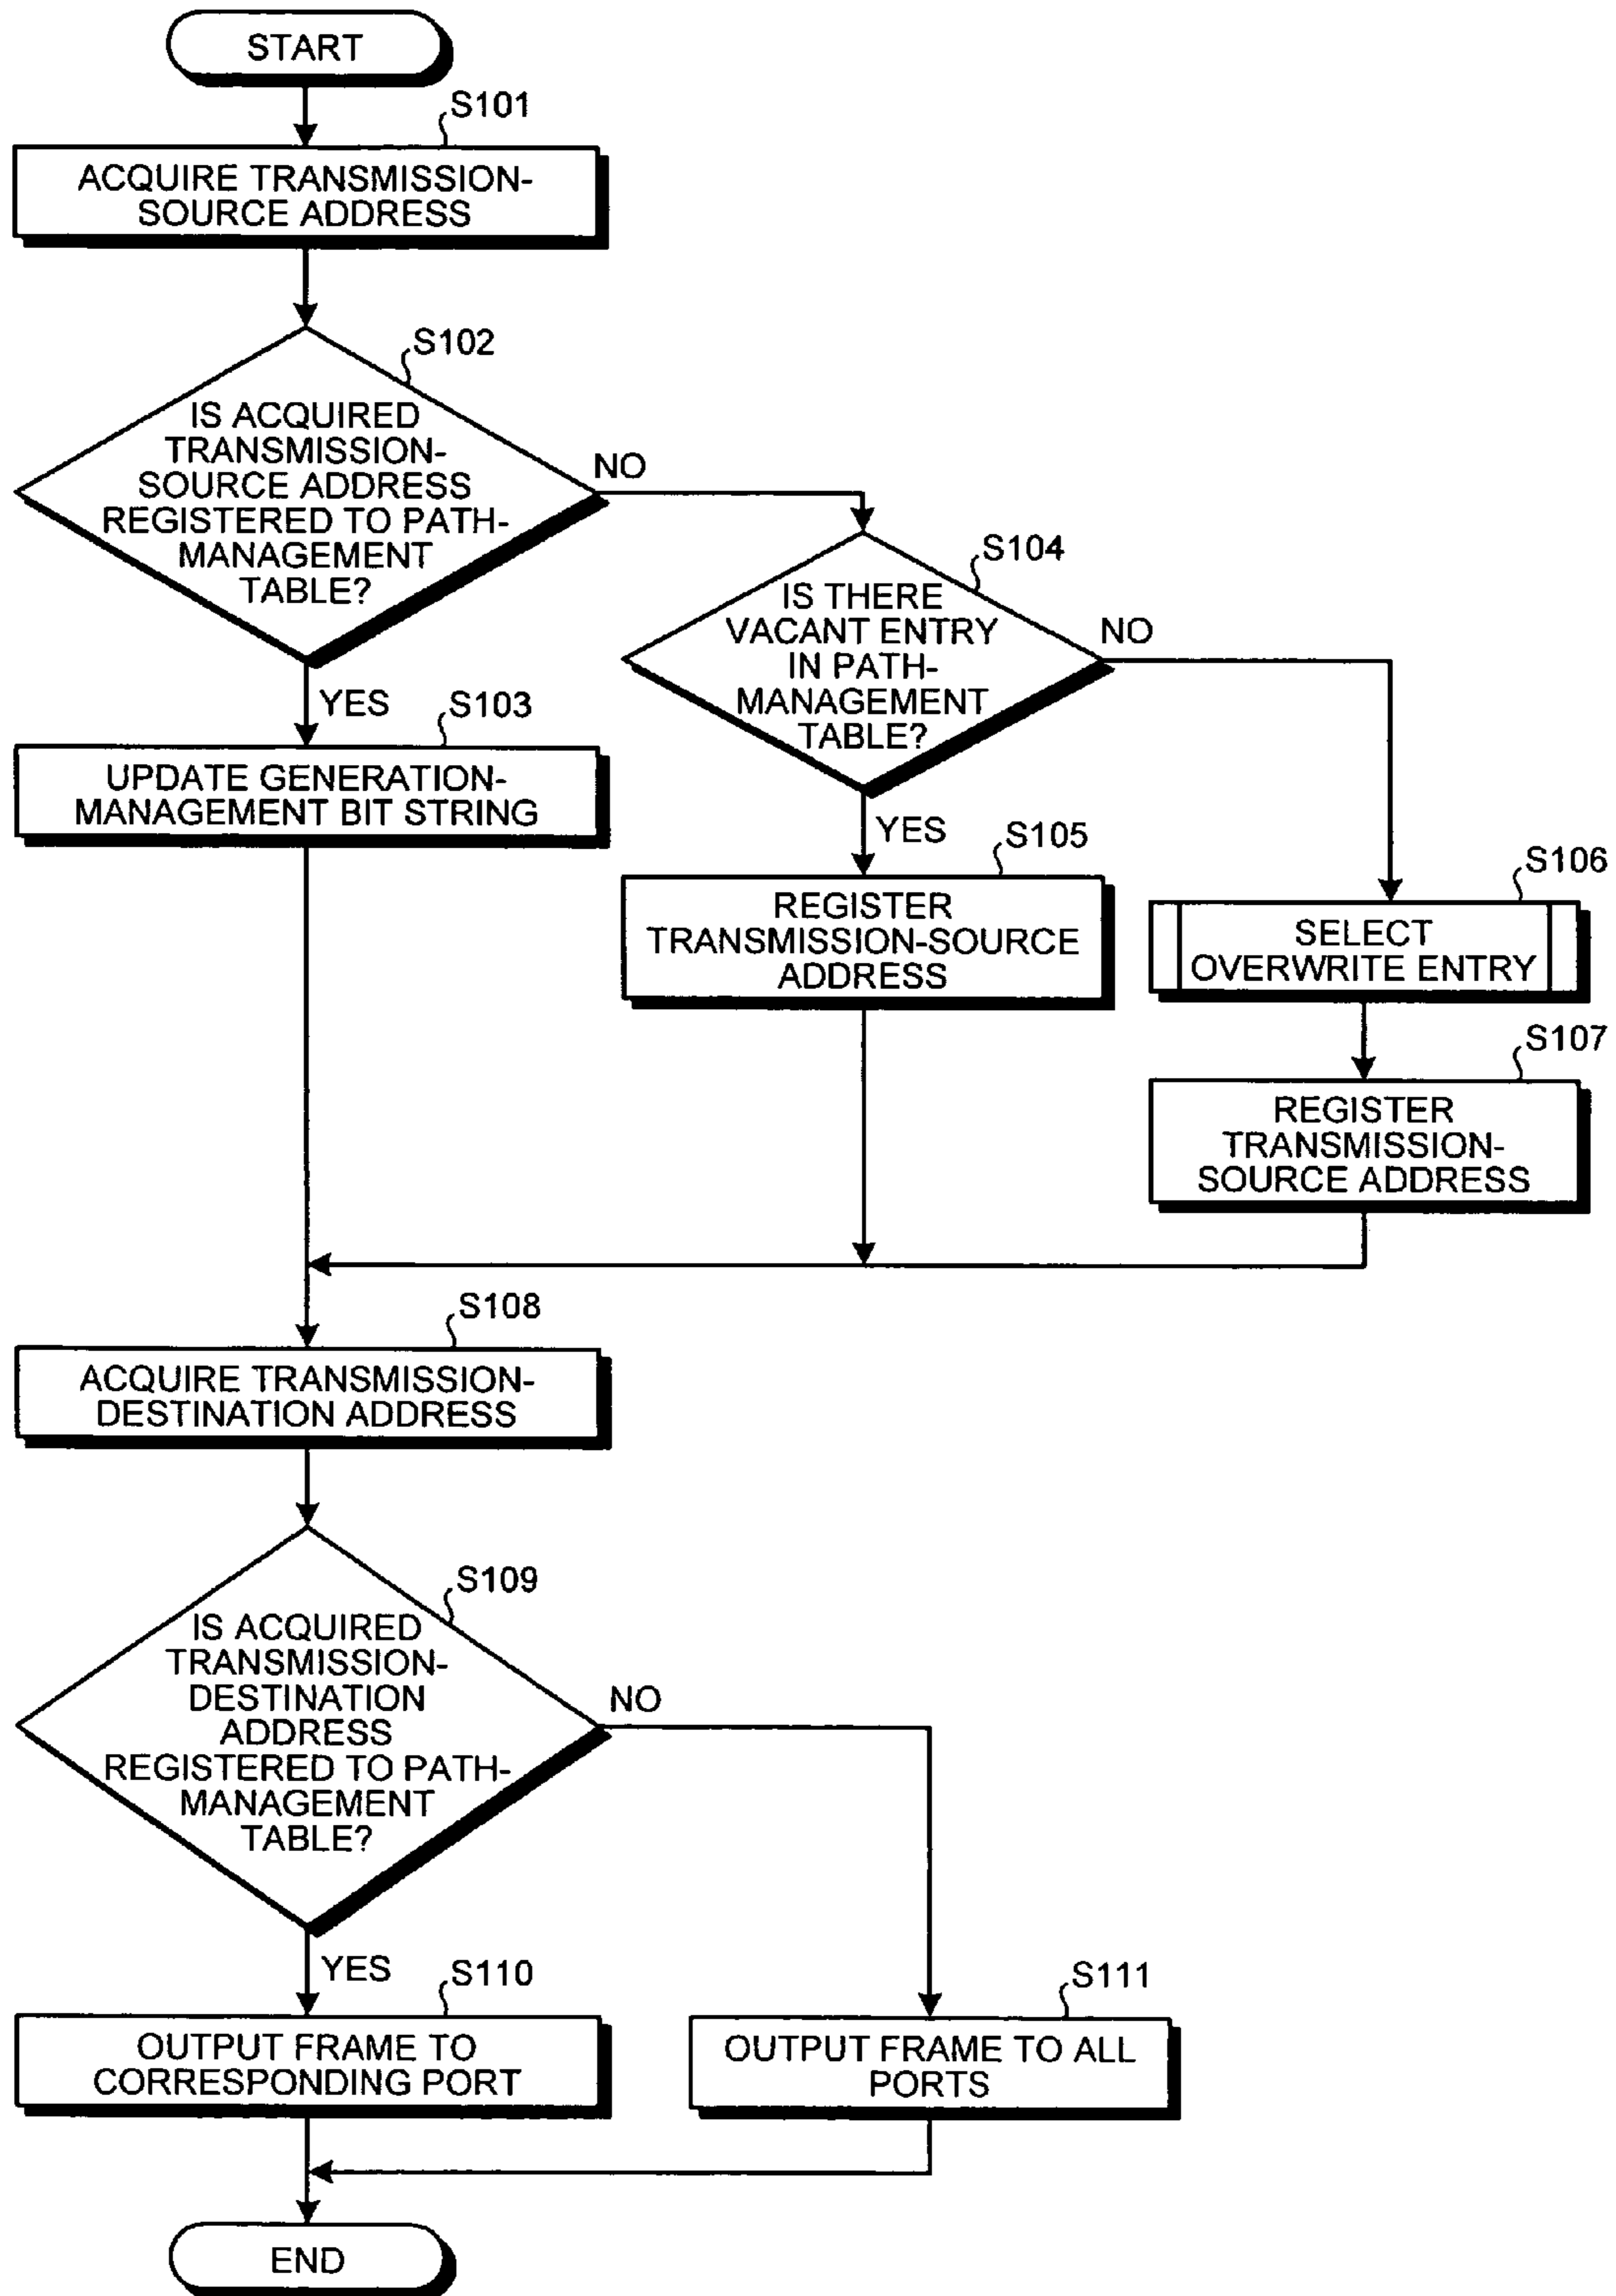 START
S101
ACQUIRE TRANSMISSION-
SOURCE ADDRESS
S102
IS ACQUIRED
TRANSMISSION-
SOURCE ADDRESS
REGISTERED TO PATH-
MANAGEMENT
TABLE?
NO
YES
S103
UPDATE GENERATION-
MANAGEMENT BIT STRING
S104
IS THERE
VACANT ENTRY
IN PATH-
MANAGEMENT
TABLE?
NO
YES
S105
REGISTER
TRANSMISSION-SOURCE
ADDRESS
S106
SELECT
OVERWRITE ENTRY
S107
REGISTER
TRANSMISSION-
SOURCE ADDRESS
S108
ACQUIRE TRANSMISSION-
DESTINATION ADDRESS
S109
IS ACQUIRED
TRANSMISSION-
DESTINATION
ADDRESS
REGISTERED TO PATH-
MANAGEMENT
TABLE?
NO
YES
S110
OUTPUT FRAME TO
CORRESPONDING PORT
S111
OUTPUT FRAME TO ALL
PORTS
END